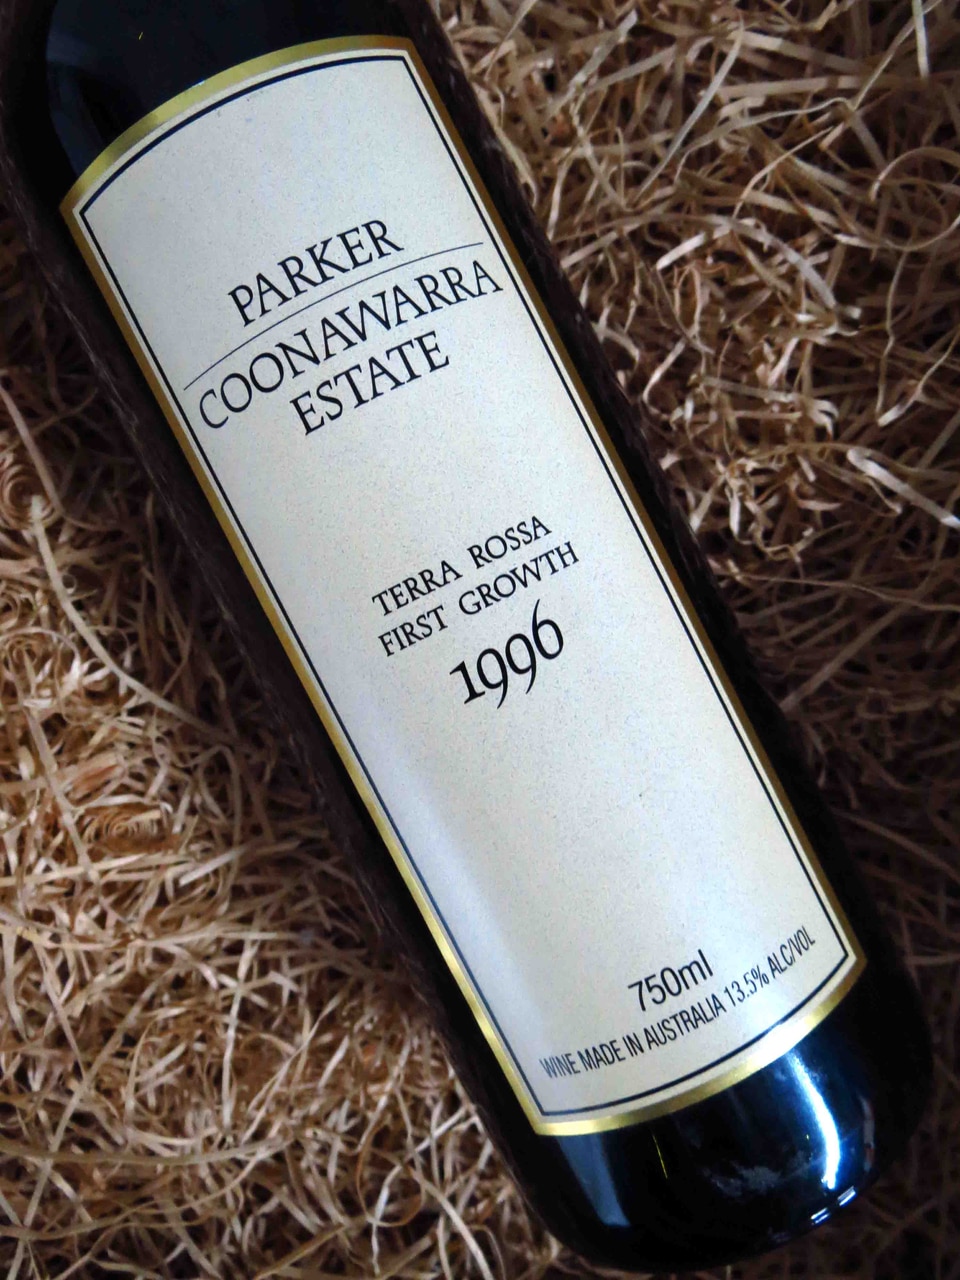 PARKER
COONAWARRA
ESTATE
TERRA ROSSA
FIRST GROWTH
1996
750ml
WINE MADE IN AUSTRALIA 13.5% ALC/VOL